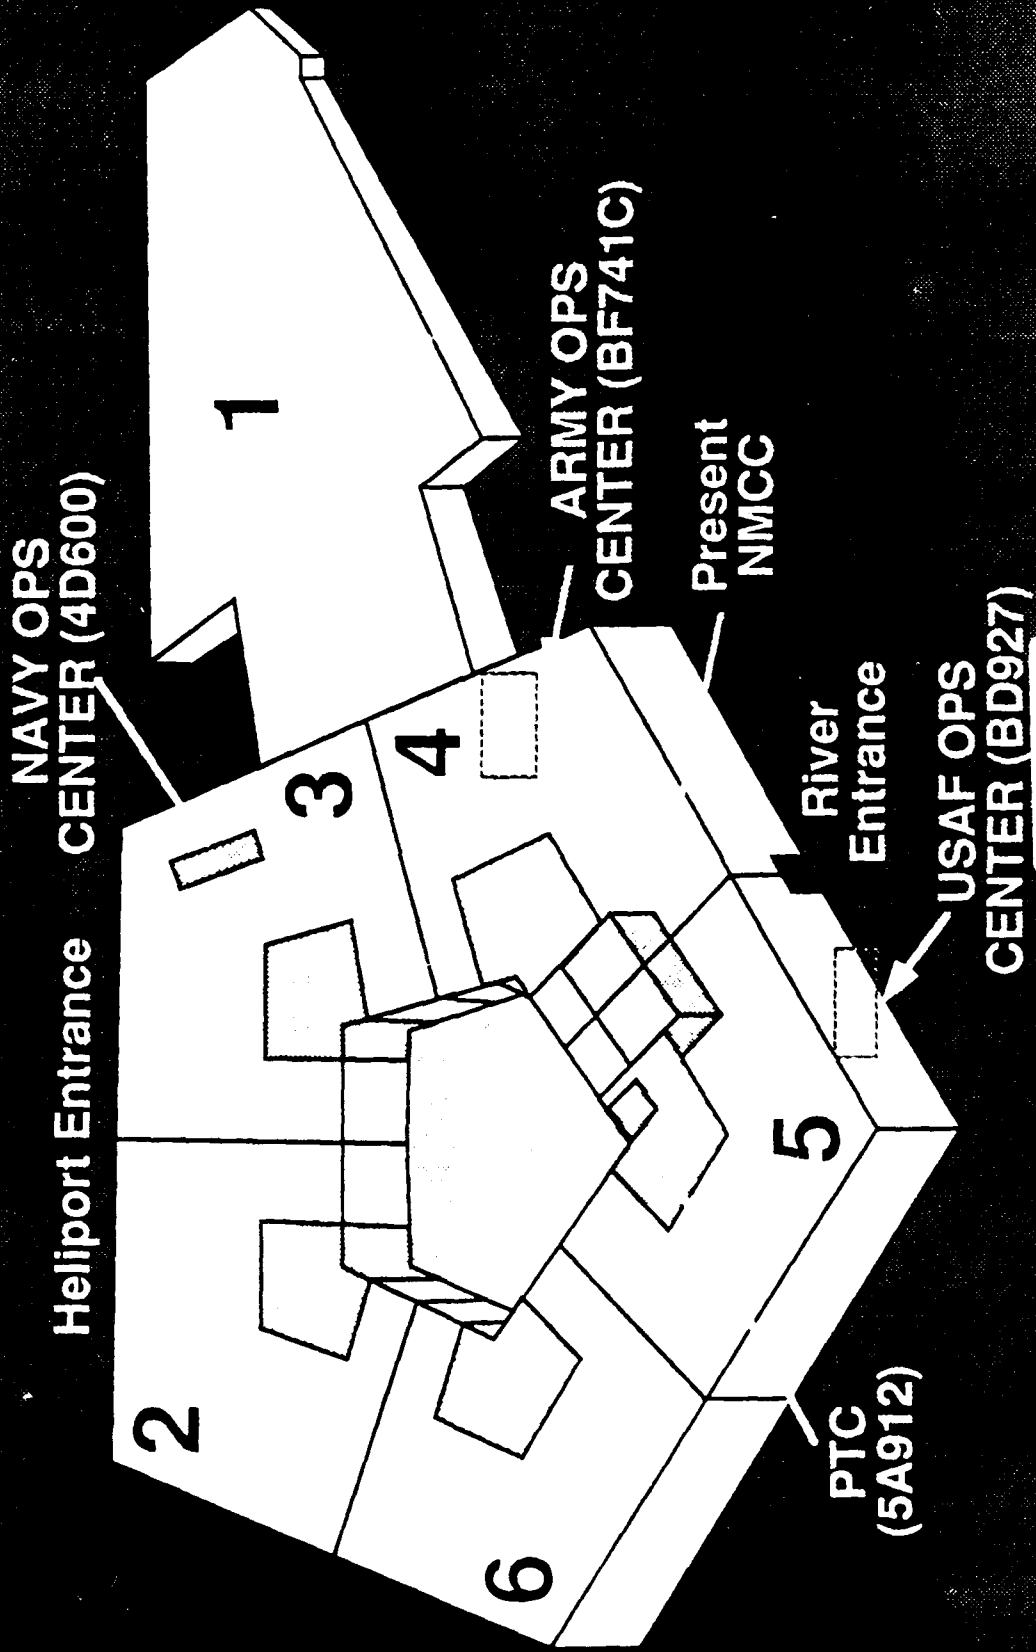 NAVY OPS
CENTER (4D600)
Heliport Entrance
1
2
3
4
ARMY OPS
CENTER (BF741C)
Present
NMCC
River
Entrance
5
6
USAF OPS
CENTER (BD927)
PTC
(5A912)